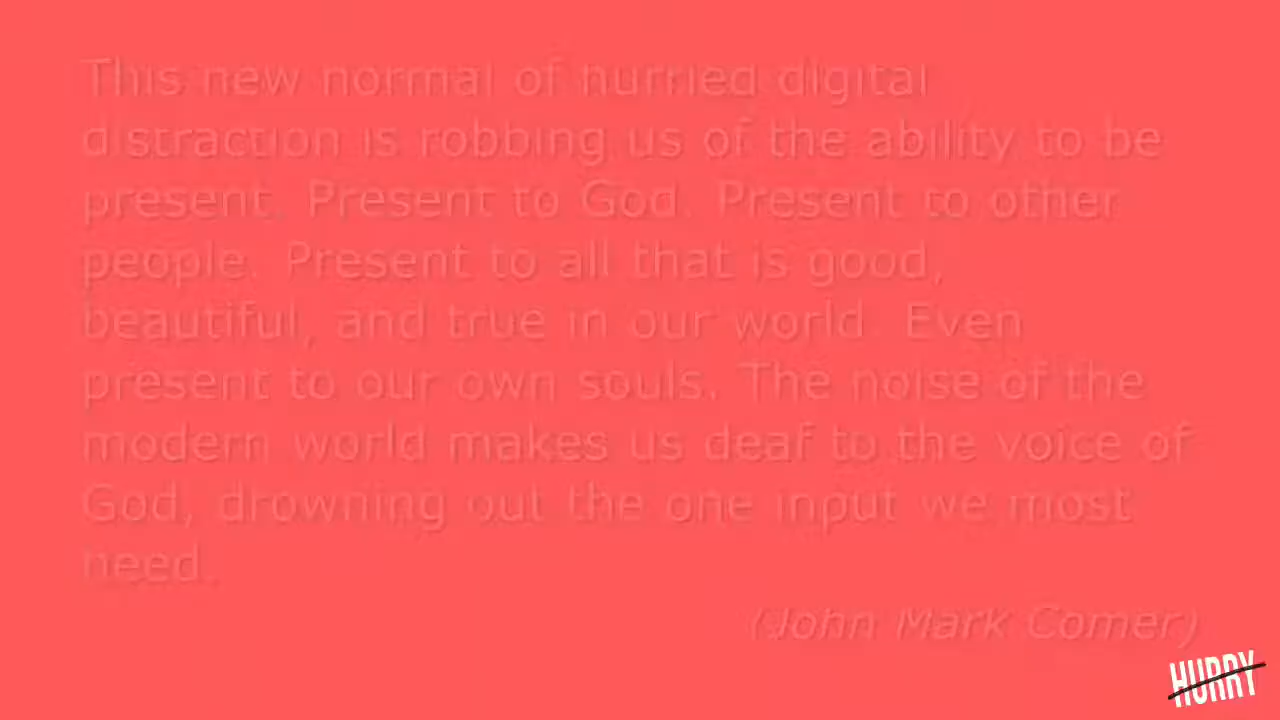 This new normal of hurried digital
distraction is robbing us of the ability to be
present. Present to God. Present to other
people. Present to all that is good,
beautiful, and true in our world. Even
present to our own souls. The noise of the
modern world makes us deaf to the voice of
God, drowning out the one input we most
need.
(John Mark Comer)
HURRY